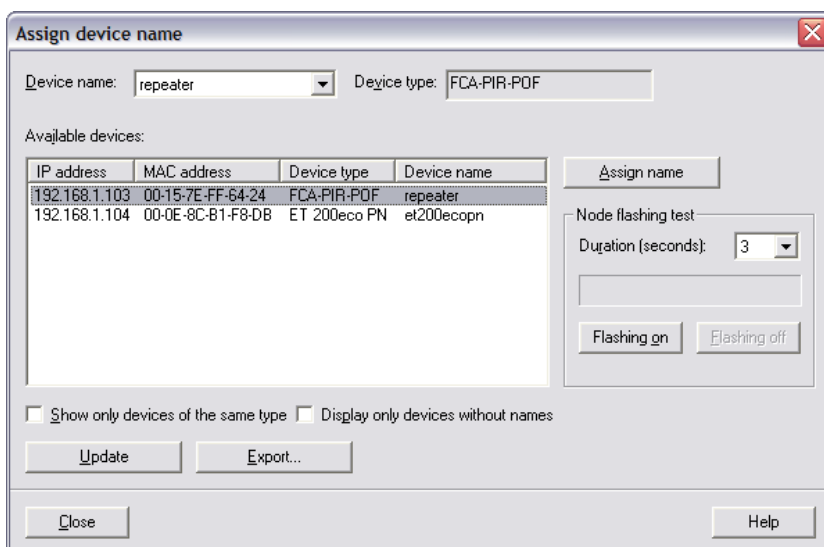 Assign device name
Device name: repeater Device type: FCA-PIR-POF
Available devices:
IP address MAC address Device type Device name
192.168.1.103 00-15-7E-FF-64-24 FCA-PIR-POF repeater
192.168.1.104 00-0E-8C-B1-F8-DB ET 200eco PN et200ecopn
Assign name
Node flashing test
Duration (seconds): 3
Flashing on Flashing off
Show only devices of the same type Display only devices without names
Update Export...
Close Help